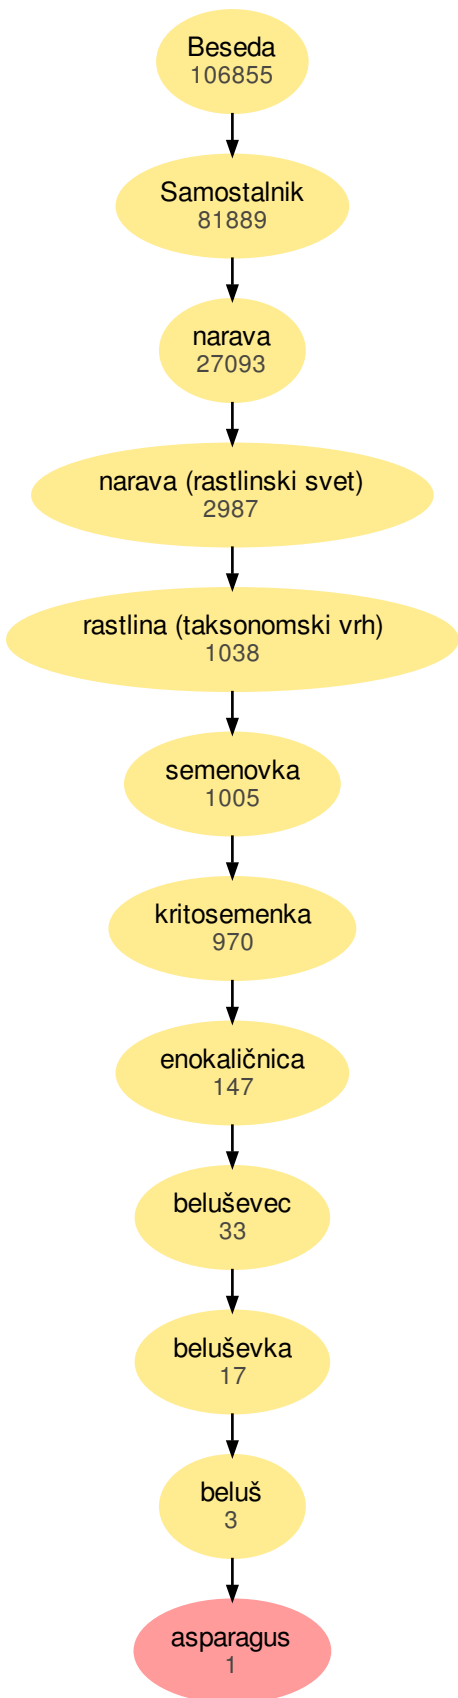 Beseda
106855
Samostalnik
81889
narava
27093
narava (rastlinski svet)
2987
rastlina (taksonomski vrh)
1038
semenovka
1005
kritosemenka
970
enokaličnica
147
beluševec
33
beluševka
17
beluš
3
asparagus
1